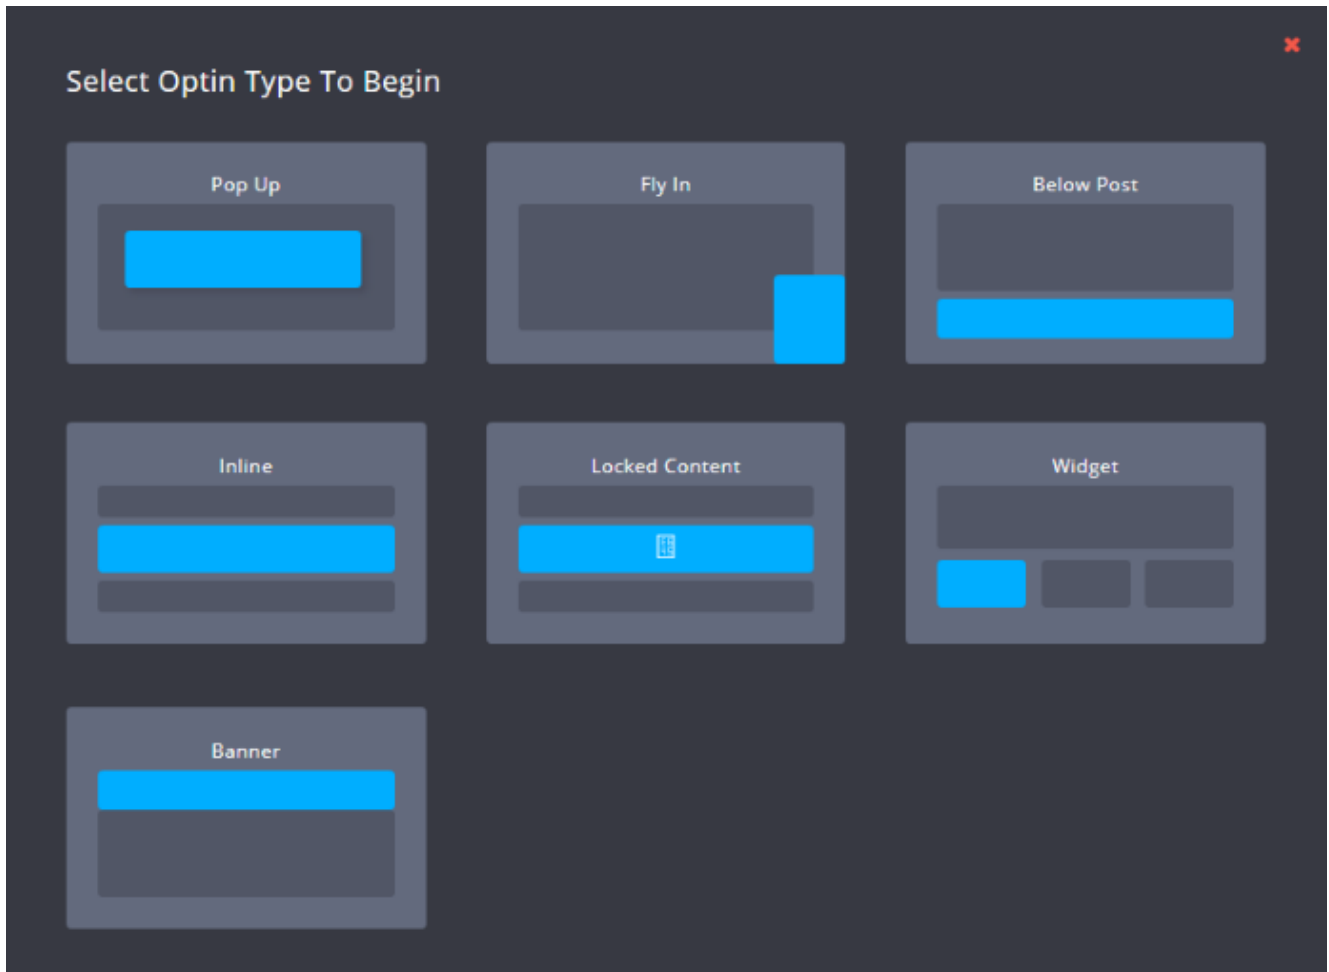 Select Optin Type To Begin
Pop Up
Fly In
Below Post
Inline
Locked Content
Widget
Banner